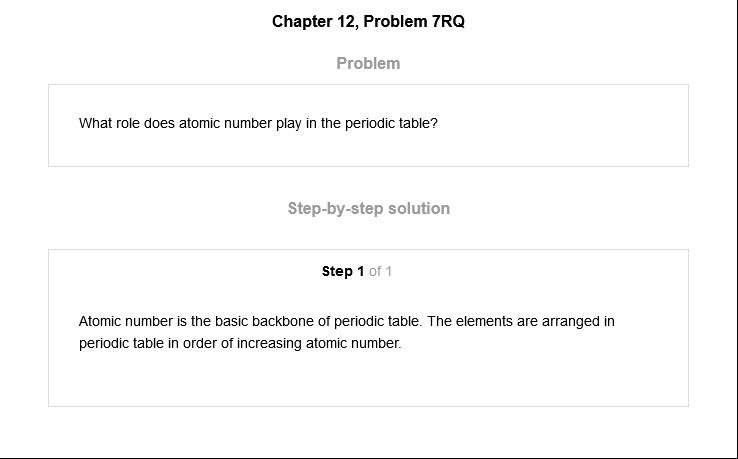 Chapter 12, Problem 7RQ
Problem
What role does atomic number play in the periodic table?
Step-by-step solution
Step 1 of 1
Atomic number is the basic backbone of periodic table. The elements are arranged in
periodic table in order of increasing atomic number.